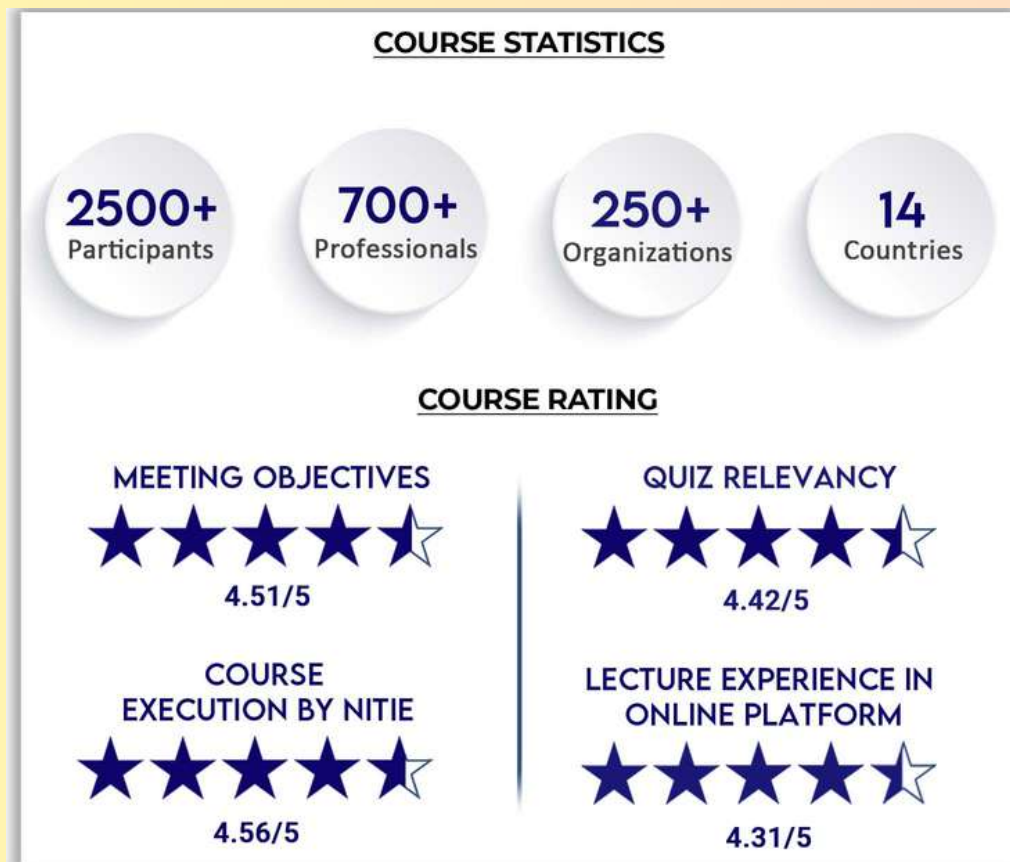 COURSE STATISTICS
2500+
Participants
700+
Professionals
250+
Organizations
14
Countries
COURSE RATING
MEETING OBJECTIVES
4.51/5
QUIZ RELEVANCY
4.42/5
COURSE
EXECUTION BY NITIE
4.56/5
LECTURE EXPERIENCE IN
ONLINE PLATFORM
4.31/5